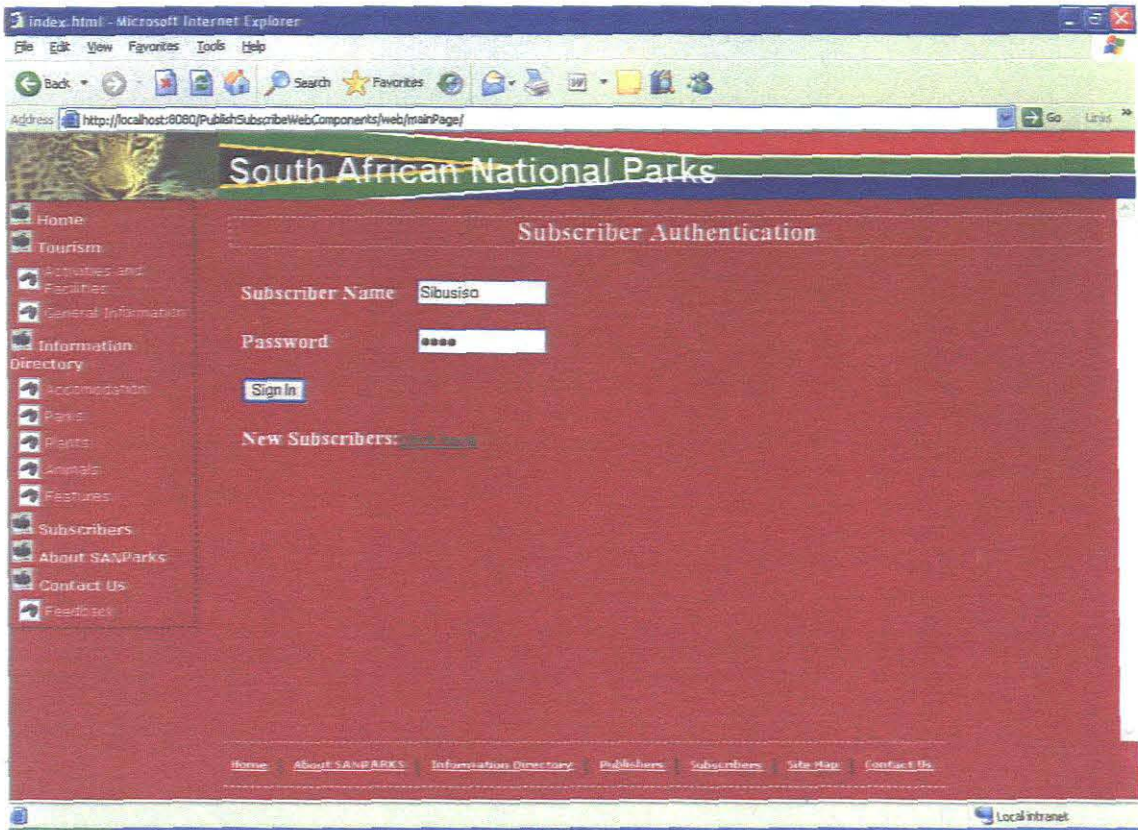 index.html - Microsoft Internet Explorer
File Edit View Favorites Tools Help
Back Search Favorites
Address http://localhost:8080/PublishSubscribeWebComponents/web/mainPage/ Go Links »
South African National Parks
Home
Tourism
Activities and
Facilities
General Information
Information
Directory
Accomodation
Parks
Plants
Animals
Features
Subscribers
About SANParks
Contact Us
Feedback
Subscriber Authentication
Subscriber Name Sibusiso
Password ●●●●
Sign In
New Subscribers: click here
Home | About SANPARKS | Information Directory | Publishers | Subscribers | Site Map | Contact Us
Local intranet